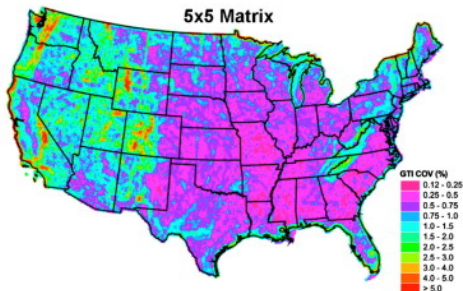 5x5 Matrix
GTI COV (%)
0.12 - 0.25
0.25 - 0.5
0.5 - 0.75
0.75 - 1.0
1.0 - 1.5
1.5 - 2.0
2.0 - 2.5
2.5 - 3.0
3.0 - 4.0
4.0 - 5.0
> 5.0